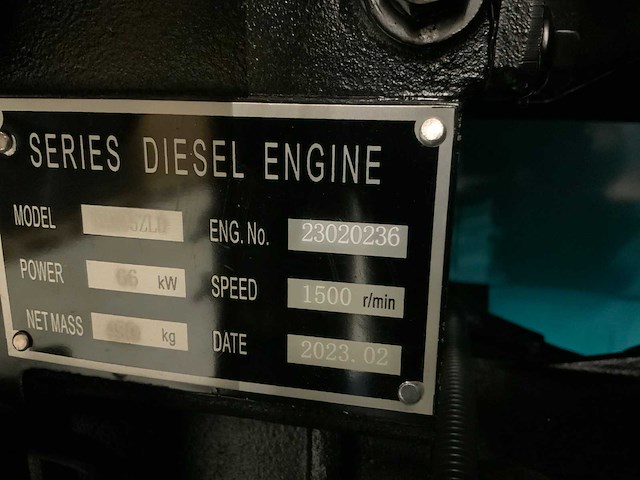 SERIES DIESEL ENGINE
MODEL
ENG. No. 23020236
POWER kW
SPEED 1500 r/min
NET MASS kg
DATE 2023.02